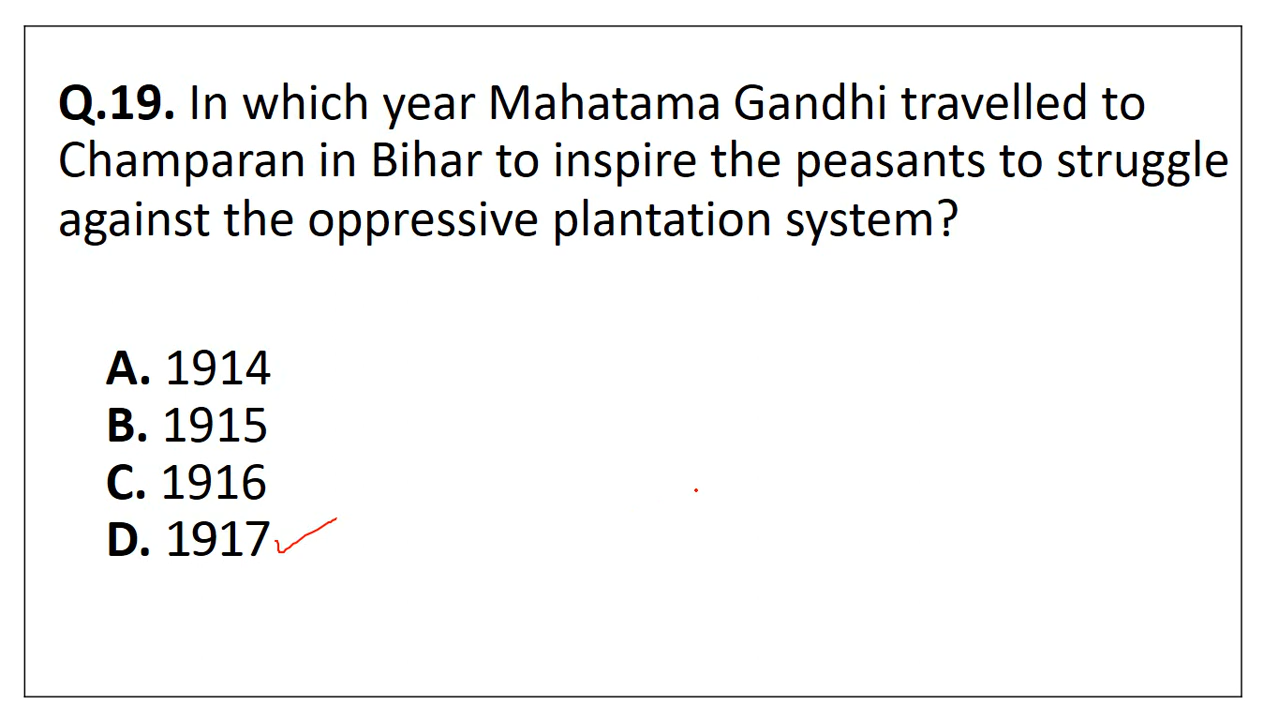 Q.19. In which year Mahatama Gandhi travelled to
Champaran in Bihar to inspire the peasants to struggle
against the oppressive plantation system?
A. 1914
B. 1915
C. 1916
D. 1917